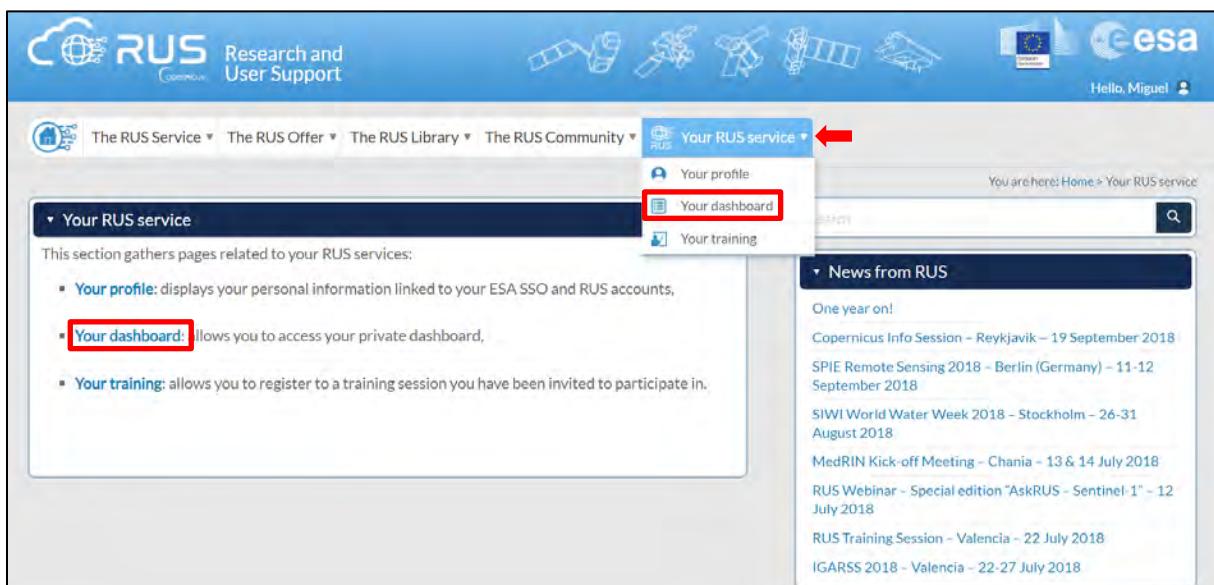 RUS
Copernicus
Research and
User Support
esa
Hello, Miguel
The RUS Service
The RUS Offer
The RUS Library
The RUS Community
RUS
Your RUS service
Your profile
Your dashboard
Your training
You are here: Home > Your RUS service
Search
Your RUS service
This section gathers pages related to your RUS services:
Your profile: displays your personal information linked to your ESA SSO and RUS accounts,
Your dashboard: allows you to access your private dashboard,
Your training: allows you to register to a training session you have been invited to participate in.
News from RUS
One year on!
Copernicus Info Session – Reykjavik – 19 September 2018
SPIE Remote Sensing 2018 – Berlin (Germany) – 11-12
September 2018
SIWI World Water Week 2018 – Stockholm – 26-31
August 2018
MedRIN Kick-off Meeting – Chania – 13 & 14 July 2018
RUS Webinar – Special edition "AskRUS – Sentinel-1" – 12
July 2018
RUS Training Session – Valencia – 22 July 2018
IGARSS 2018 – Valencia – 22-27 July 2018